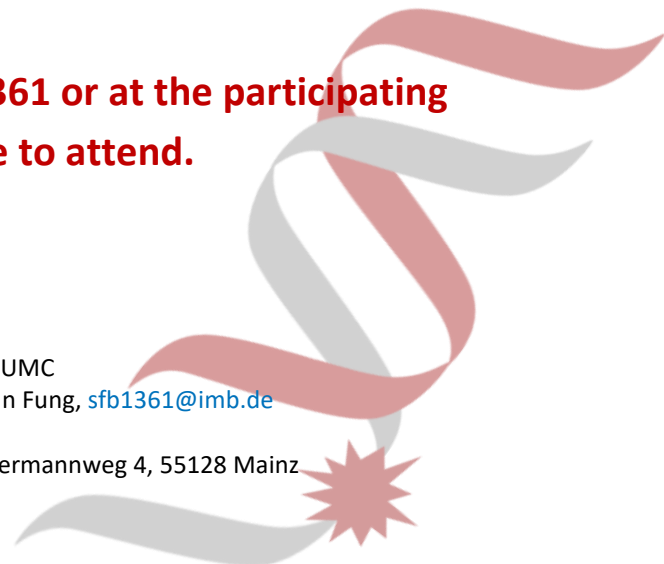 361 or at the participating
e to attend.
UMC
n Fung, sfb1361@imb.de
ermannweg 4, 55128 Mainz